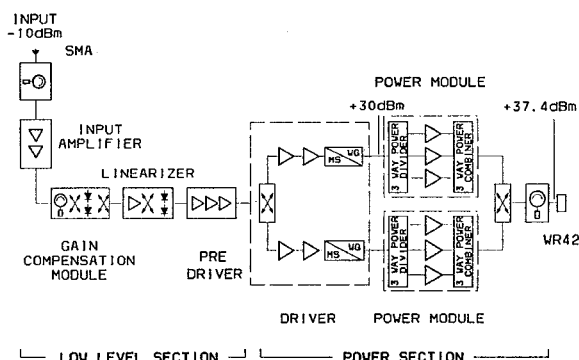 INPUT
-10dBm
SMA
INPUT
AMPLIFIER
LINEARIZER
GAIN
COMPENSATION
MODULE
PRE
DRIVER
MS WG
MS WG
DRIVER
+30dBm
POWER MODULE
3 WAY POWER
DIVIDER
3 WAY POWER
COMBINER
3 WAY POWER
DIVIDER
3 WAY POWER
COMBINER
POWER MODULE
+37.4dBm
WR42
LOW LEVEL SECTION
POWER SECTION